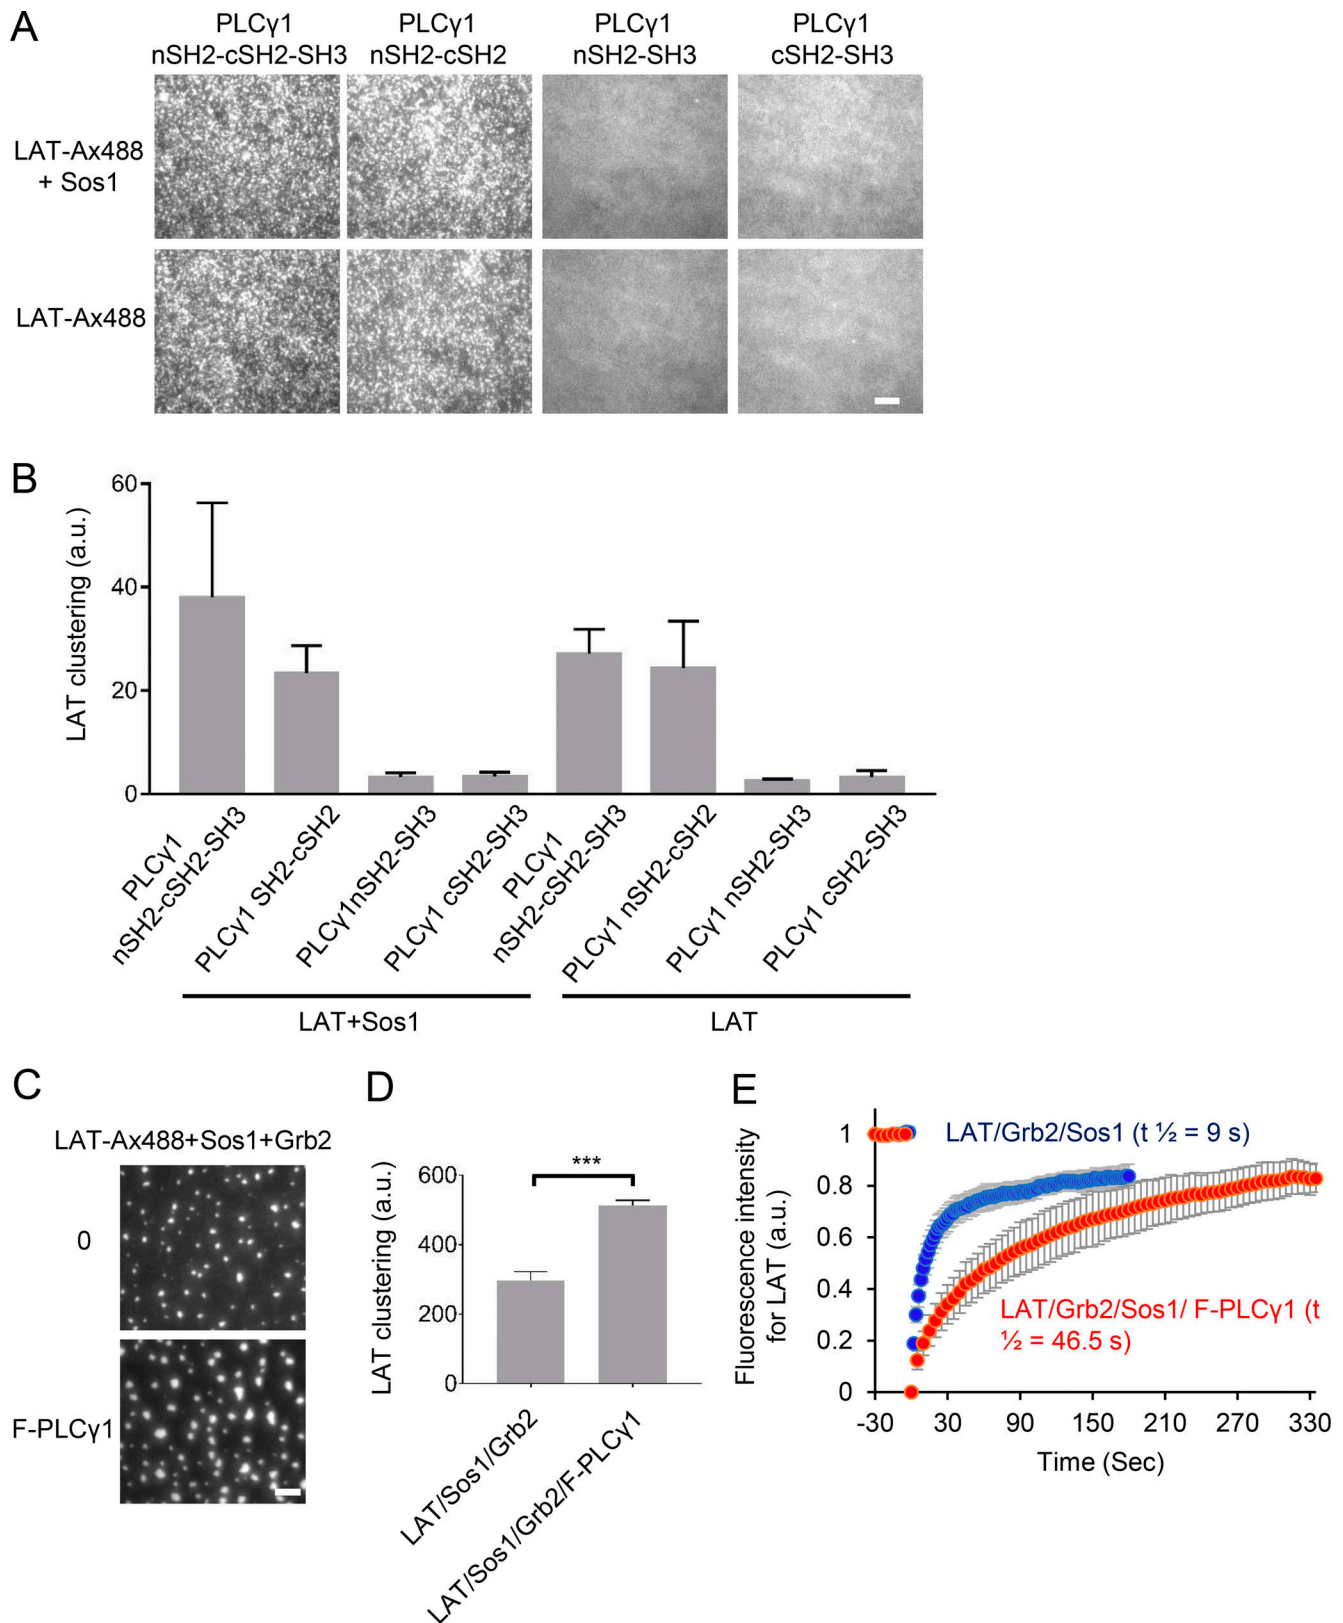 A
PLCγ1
nSH2-cSH2-SH3
PLCγ1
nSH2-cSH2
PLCγ1
nSH2-SH3
PLCγ1
cSH2-SH3
LAT-Ax488
+ Sos1
LAT-Ax488
B
LAT clustering (a.u.)
60
40
20
0
PLCγ1
nSH2-cSH2-SH3
PLCγ1 SH2-cSH2
PLCγ1nSH2-SH3
PLCγ1 cSH2-SH3
PLCγ1
nSH2-cSH2-SH3
PLCγ1 nSH2-cSH2
PLCγ1 nSH2-SH3
PLCγ1 cSH2-SH3
LAT+Sos1
LAT
C
LAT-Ax488+Sos1+Grb2
0
F-PLCγ1
D
LAT clustering (a.u.)
600
400
200
0
***
LAT/Sos1/Grb2
LAT/Sos1/Grb2/F-PLCγ1
E
Fluorescence intensity
for LAT (a.u.)
1
0.8
0.6
0.4
0.2
0
LAT/Grb2/Sos1 (t ½ = 9 s)
LAT/Grb2/Sos1/ F-PLCγ1 (t
½ = 46.5 s)
-30 30 90 150 210 270 330
Time (Sec)